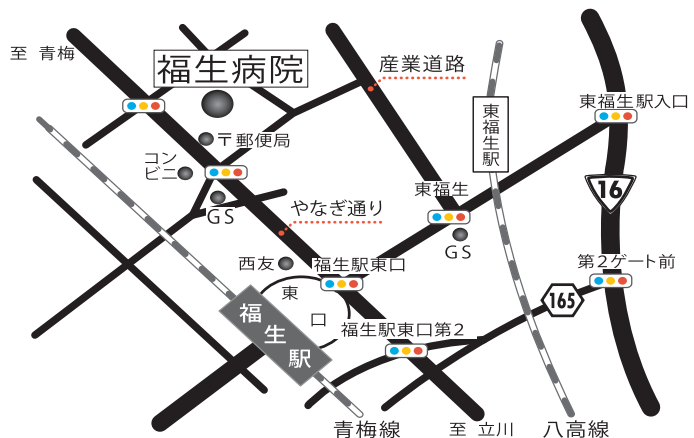 至 青梅
福生病院
産業道路
〒郵便局
コン
ビニ
GS
やなぎ通り
西友
福生駅東口
東口
福生駅
福生駅東口第2
青梅線
至 立川
八高線
東福生
GS
東福生駅
東福生駅入口
16
第2ゲート前
165